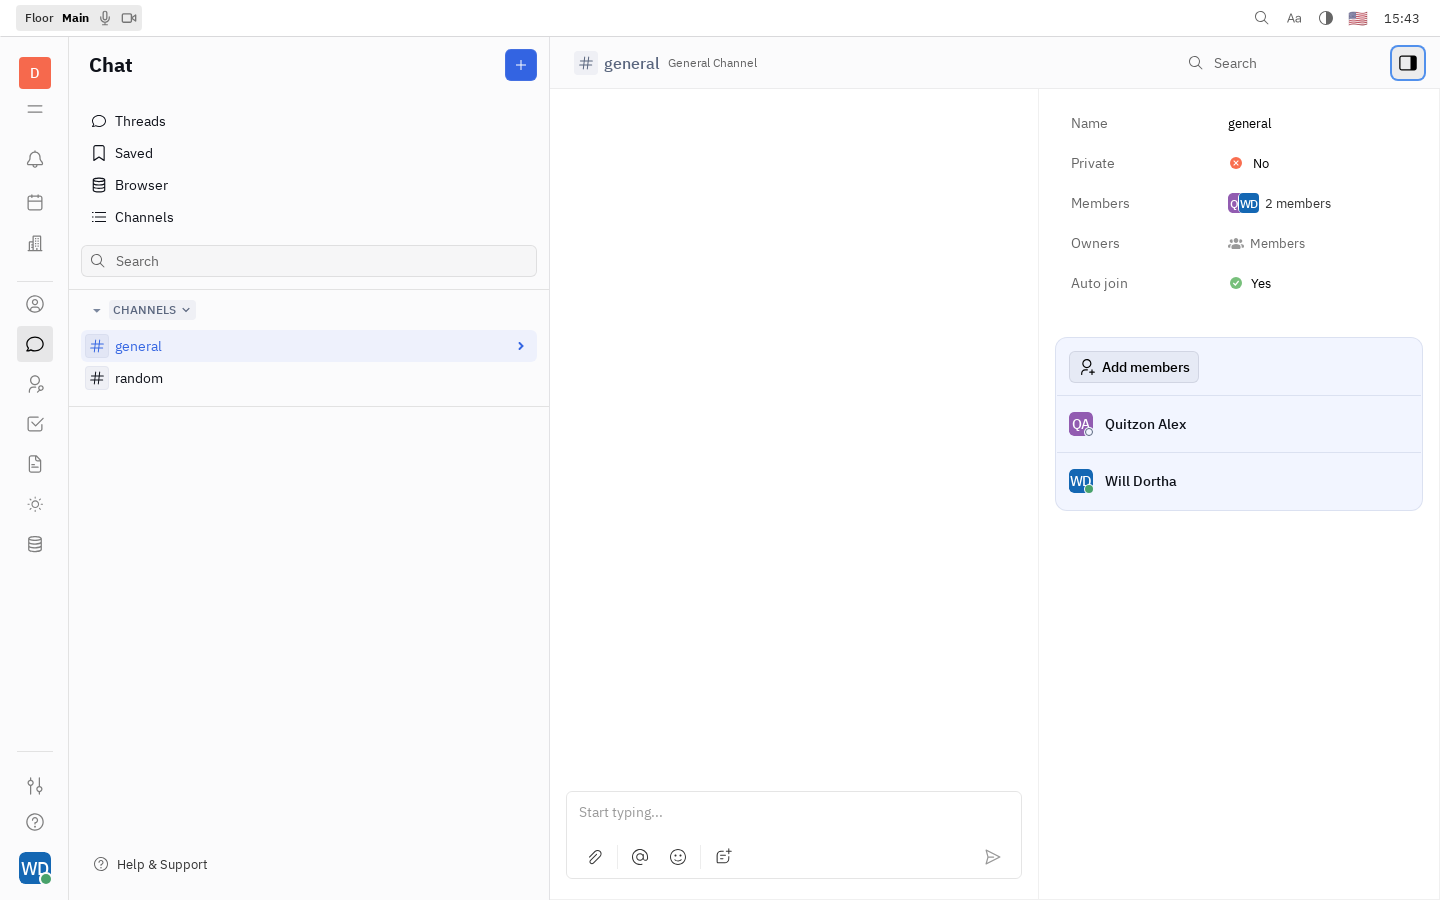 Floor Main
Aa
15:43
D
Chat
general General Channel
Search
Threads
Saved
Browser
Channels
Search
CHANNELS
general
random
Name general
Private No
Members QWD 2 members
Owners Members
Auto join Yes
Add members
QA Quitzon Alex
WD Will Dortha
Start typing...
Help & Support
WD